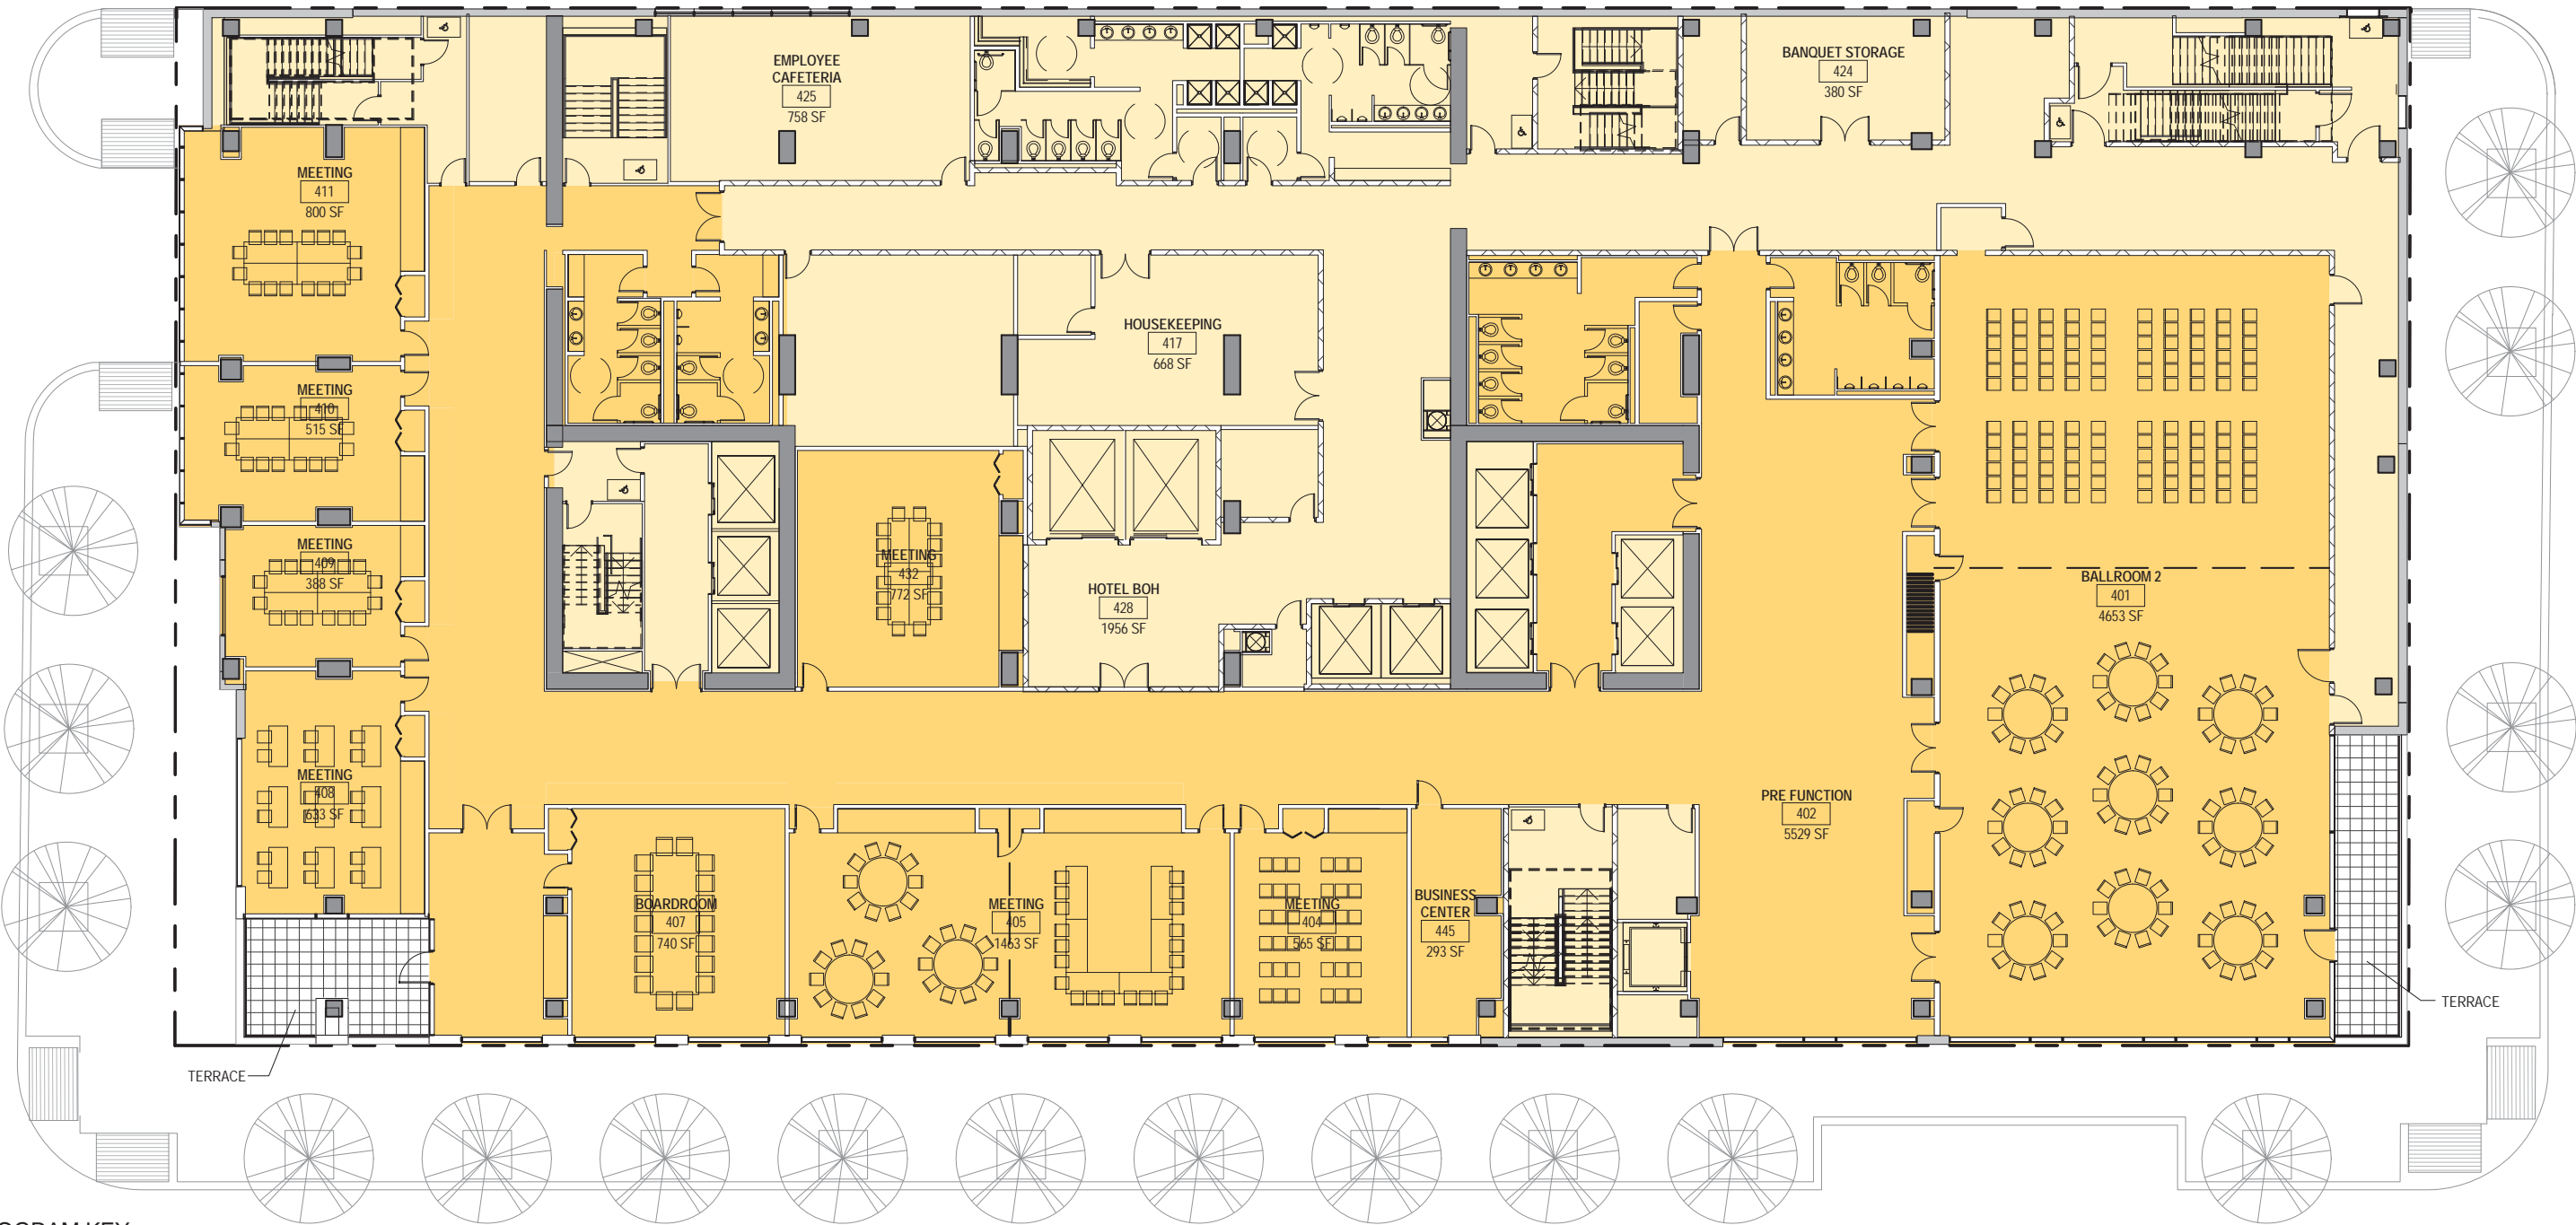 EMPLOYEE
CAFETERIA
425
758 SF
BANQUET STORAGE
424
380 SF
MEETING
411
800 SF
HOUSEKEEPING
417
668 SF
MEETING
410
515 SF
MEETING
409
388 SF
MEETING
432
772 SF
HOTEL BOH
428
1956 SF
BALLROOM 2
401
4653 SF
MEETING
408
633 SF
PRE FUNCTION
402
5529 SF
BOARDROOM
407
740 SF
MEETING
405
1463 SF
MEETING
404
565 SF
BUSINESS
CENTER
445
293 SF
TERRACE
TERRACE